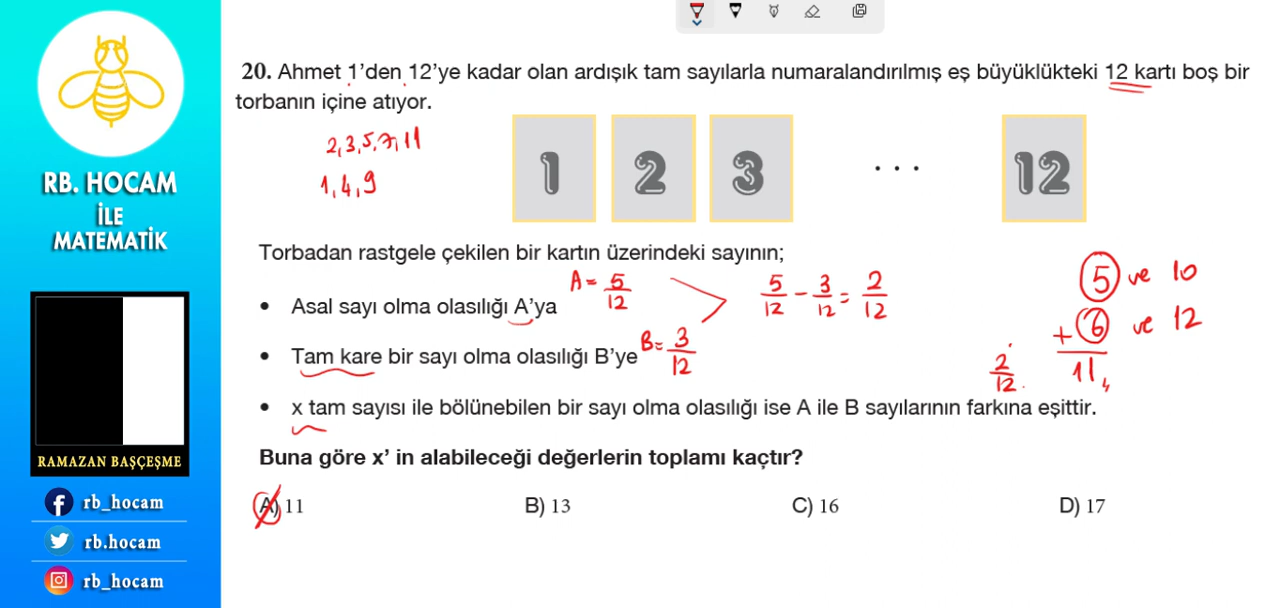 RB. HOCAM
İLE
MATEMATİK
RAMAZAN BAŞÇEŞME
rb_hocam
rb.hocam
rb_hocam
20. Ahmet 1’den 12’ye kadar olan ardışık tam sayılarla numaralandırılmış eş büyüklükteki 12 kartı boş bir
torbanın içine atıyor.
2,3,5,7,11
1,4,9
1 2 3 . . . 12
Torbadan rastgele çekilen bir kartın üzerindeki sayının;
• Asal sayı olma olasılığı A’ya
A = 5/12
5/12 - 3/12 = 2/12
• Tam kare bir sayı olma olasılığı B’ye
B = 3/12
5 ve 10
+ 6 ve 12
11
2/12
• x tam sayısı ile bölünebilen bir sayı olma olasılığı ise A ile B sayılarının farkına eşittir.
Buna göre x’ in alabileceği değerlerin toplamı kaçtır?
A) 11 B) 13 C) 16 D) 17